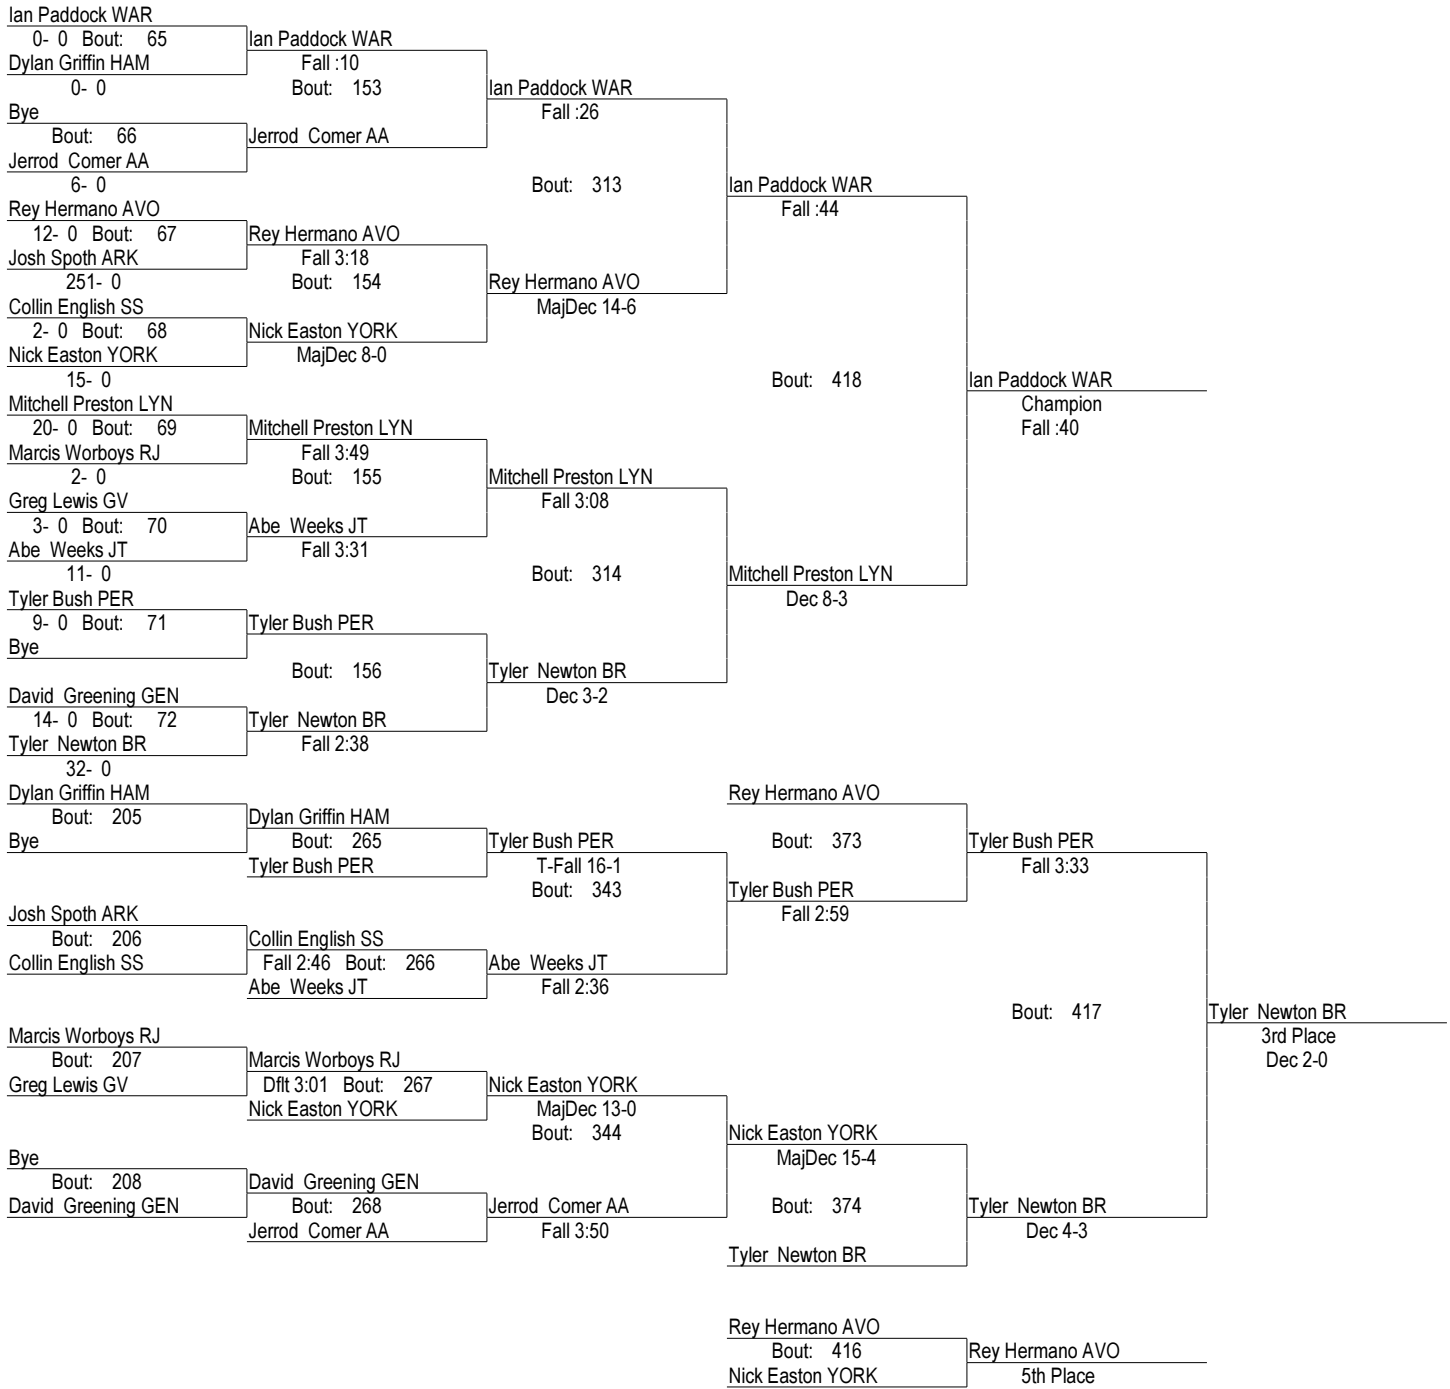 Ian Paddock WAR
0- 0 Bout: 65 Ian Paddock WAR
Dylan Griffin HAM Fall :10
0- 0 Bout: 153 Ian Paddock WAR
Bye Fall :26
Bout: 66 Jerrod Comer AA
Jerrod Comer AA
6- 0 Bout: 313 Ian Paddock WAR
Rey Hermano AVO Fall :44
12- 0 Bout: 67 Rey Hermano AVO
Josh Spoth ARK Fall 3:18
251- 0 Bout: 154 Rey Hermano AVO
Collin English SS MajDec 14-6
2- 0 Bout: 68 Nick Easton YORK
Nick Easton YORK MajDec 8-0
15- 0 Bout: 418 Ian Paddock WAR
Mitchell Preston LYN Champion
20- 0 Bout: 69 Mitchell Preston LYN Fall :40
Marcis Worboys RJ Fall 3:49
2- 0 Bout: 155 Mitchell Preston LYN
Greg Lewis GV Fall 3:08
3- 0 Bout: 70 Abe Weeks JT
Abe Weeks JT Fall 3:31
11- 0 Bout: 314 Mitchell Preston LYN
Tyler Bush PER Dec 8-3
9- 0 Bout: 71 Tyler Bush PER
Bye
Bout: 156 Tyler Newton BR
David Greening GEN Dec 3-2
14- 0 Bout: 72 Tyler Newton BR
Tyler Newton BR Fall 2:38
32- 0
Dylan Griffin HAM Rey Hermano AVO
Bout: 205 Dylan Griffin HAM
Bye Bout: 265 Tyler Bush PER Bout: 373 Tyler Bush PER
Tyler Bush PER T-Fall 16-1 Fall 3:33
Bout: 343 Tyler Bush PER
Josh Spoth ARK Fall 2:59
Bout: 206 Collin English SS
Collin English SS Fall 2:46 Bout: 266 Abe Weeks JT
Abe Weeks JT Fall 2:36
Bout: 417 Tyler Newton BR
Marcis Worboys RJ 3rd Place
Bout: 207 Marcis Worboys RJ Dec 2-0
Greg Lewis GV Dflt 3:01 Bout: 267 Nick Easton YORK
Nick Easton YORK MajDec 13-0
Bout: 344 Nick Easton YORK
Bye MajDec 15-4
Bout: 208 David Greening GEN
David Greening GEN Bout: 268 Jerrod Comer AA Bout: 374 Tyler Newton BR
Jerrod Comer AA Fall 3:50 Dec 4-3
Tyler Newton BR
Rey Hermano AVO
Bout: 416 Rey Hermano AVO
Nick Easton YORK 5th Place